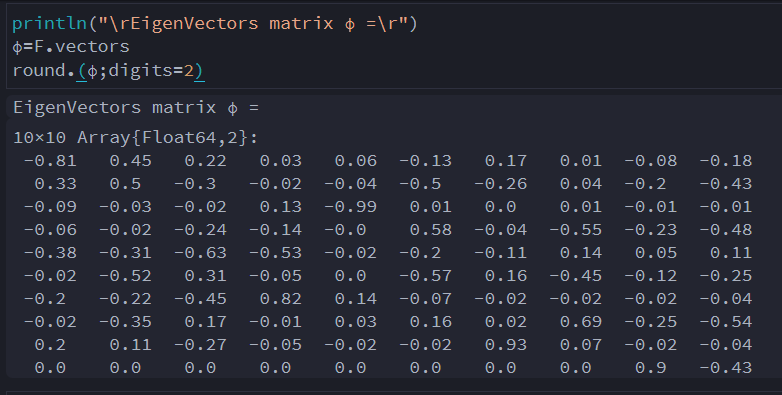 println("\rEigenVectors matrix ϕ =\r")
ϕ=F.vectors
round.(ϕ;digits=2)
EigenVectors matrix ϕ =
10×10 Array{Float64,2}:
-0.81 0.45 0.22 0.03 0.06 -0.13 0.17 0.01 -0.08 -0.18
0.33 0.5 -0.3 -0.02 -0.04 -0.5 -0.26 0.04 -0.2 -0.43
-0.09 -0.03 -0.02 0.13 -0.99 0.01 0.0 0.01 -0.01 -0.01
-0.06 -0.02 -0.24 -0.14 -0.0 0.58 -0.04 -0.55 -0.23 -0.48
-0.38 -0.31 -0.63 -0.53 -0.02 -0.2 -0.11 0.14 0.05 0.11
-0.02 -0.52 0.31 -0.05 0.0 -0.57 0.16 -0.45 -0.12 -0.25
-0.2 -0.22 -0.45 0.82 0.14 -0.07 -0.02 -0.02 -0.02 -0.04
-0.02 -0.35 0.17 -0.01 0.03 0.16 0.02 0.69 -0.25 -0.54
0.2 0.11 -0.27 -0.05 -0.02 -0.02 0.93 0.07 -0.02 -0.04
0.0 0.0 0.0 0.0 0.0 0.0 0.0 0.0 0.9 -0.43